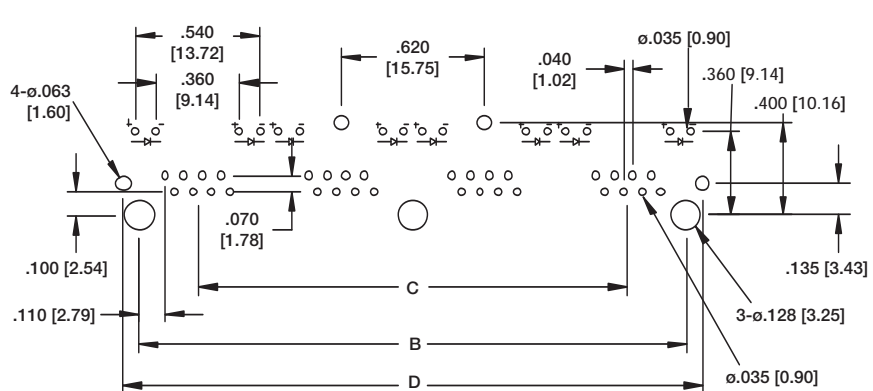 .540
[13.72]
.620
[15.75]
.040
[1.02]
ø.035 [0.90]
.360
[9.14]
.360 [9.14]
4-ø.063
[1.60]
.400 [10.16]
+ - + - + - + - + - + - + - + -
.070
[1.78]
.100 [2.54]
.135 [3.43]
C
.110 [2.79]
3-ø.128 [3.25]
B
ø.035 [0.90]
D